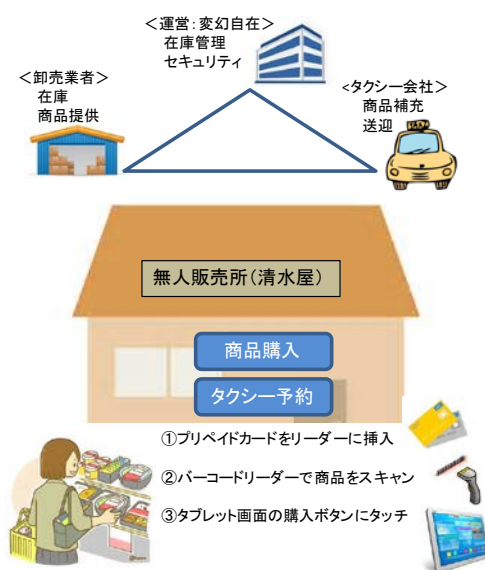 <運営:変幻自在>
在庫管理
セキュリティ
<卸売業者>
在庫
商品提供
<タクシー会社>
商品補充
送迎
TAXI
無人販売所(清水屋)
商品購入
タクシー予約
①プリペイドカードをリーダーに挿入
②バーコードリーダーで商品をスキャン
③タブレット画面の購入ボタンにタッチ